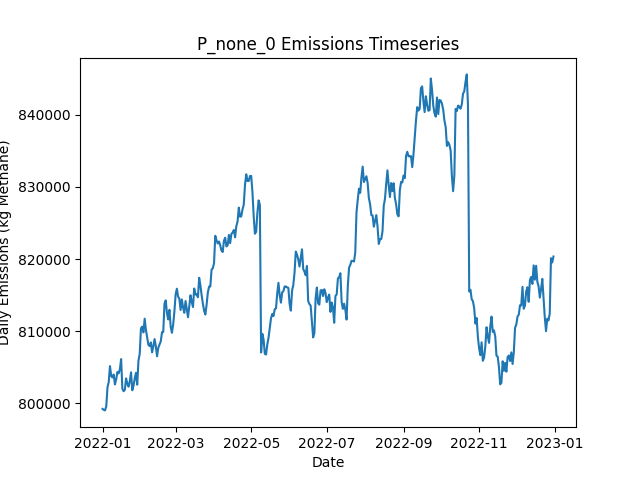 P_none_0 Emissions Timeseries
Daily Emissions (kg Methane)
840000
830000
820000
810000
800000
2022-01 2022-03 2022-05 2022-07 2022-09 2022-11 2023-01
Date